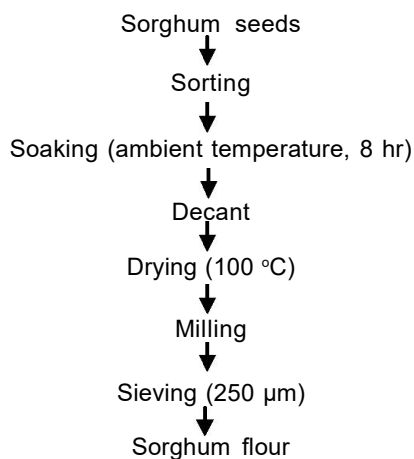 Sorghum seeds
Sorting
Soaking (ambient temperature, 8 hr)
Decant
Drying (100 °C)
Milling
Sieving (250 µm)
Sorghum flour